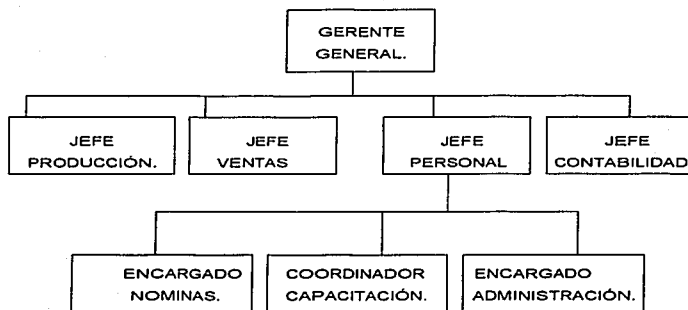 GERENTE
GENERAL.
JEFE
PRODUCCIÓN.
JEFE
VENTAS
JEFE
PERSONAL
JEFE
CONTABILIDAD
ENCARGADO
NOMINAS.
COORDINADOR
CAPACITACIÓN.
ENCARGADO
ADMINISTRACIÓN.